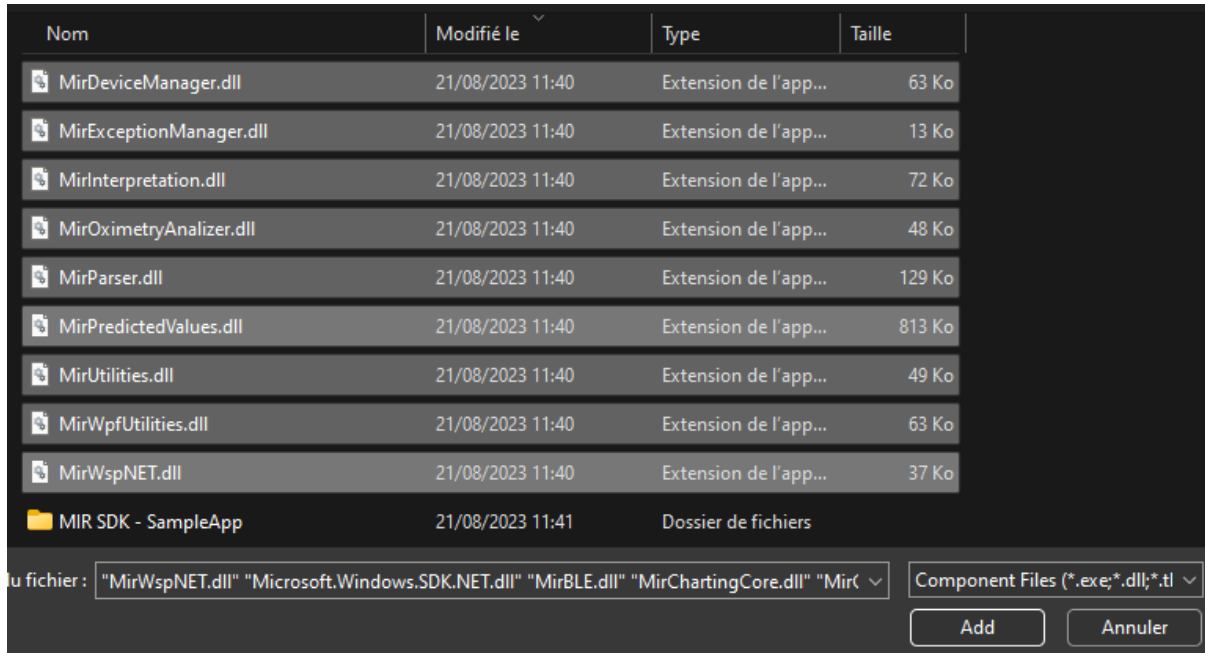 Nom Modifié le Type Taille
MirDeviceManager.dll 21/08/2023 11:40 Extension de l'app... 63 Ko
MirExceptionManager.dll 21/08/2023 11:40 Extension de l'app... 13 Ko
MirInterpretation.dll 21/08/2023 11:40 Extension de l'app... 72 Ko
MirOximetryAnalizer.dll 21/08/2023 11:40 Extension de l'app... 48 Ko
MirParser.dll 21/08/2023 11:40 Extension de l'app... 129 Ko
MirPredictedValues.dll 21/08/2023 11:40 Extension de l'app... 813 Ko
MirUtilities.dll 21/08/2023 11:40 Extension de l'app... 49 Ko
MirWpfUtilities.dll 21/08/2023 11:40 Extension de l'app... 63 Ko
MirWspNET.dll 21/08/2023 11:40 Extension de l'app... 37 Ko
MIR SDK - SampleApp 21/08/2023 11:41 Dossier de fichiers
du fichier : "MirWspNET.dll" "Microsoft.Windows.SDK.NET.dll" "MirBLE.dll" "MirChartingCore.dll" "Mir Component Files (*.exe;*.dll;*.tl
Add Annuler